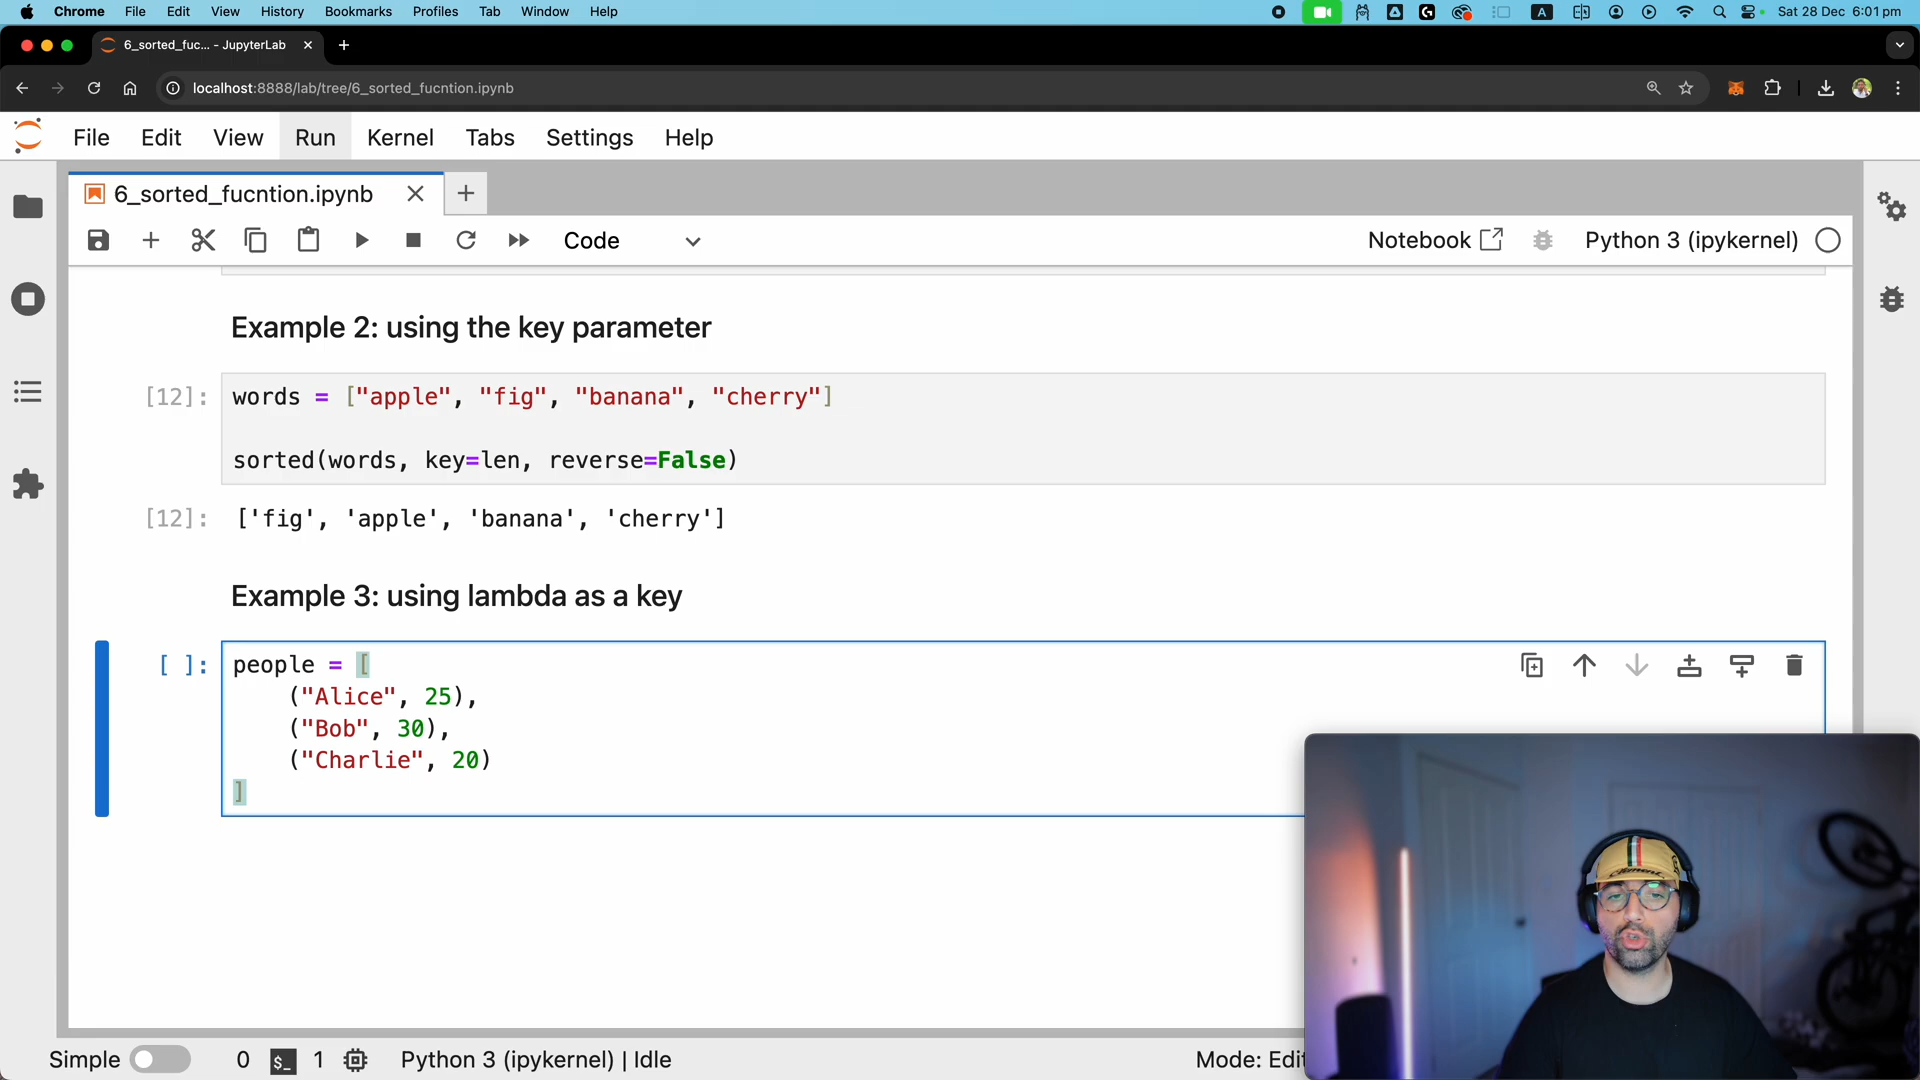 Chrome File Edit View History Bookmarks Profiles Tab Window Help A Sat 28 Dec 6:01 pm
6_sorted_fuc... - JupyterLab
localhost:8888/lab/tree/6_sorted_fucntion.ipynb
File Edit View Run Kernel Tabs Settings Help
6_sorted_fucntion.ipynb
Code Notebook Python 3 (ipykernel)
Example 2: using the key parameter
[12]: words = ["apple", "fig", "banana", "cherry"]
sorted(words, key=len, reverse=False)
[12]: ['fig', 'apple', 'banana', 'cherry']
Example 3: using lambda as a key
[ ]: people = [
("Alice", 25),
("Bob", 30),
("Charlie", 20)
]
Simple 0 $_ 1 Python 3 (ipykernel) | Idle Mode: Edit